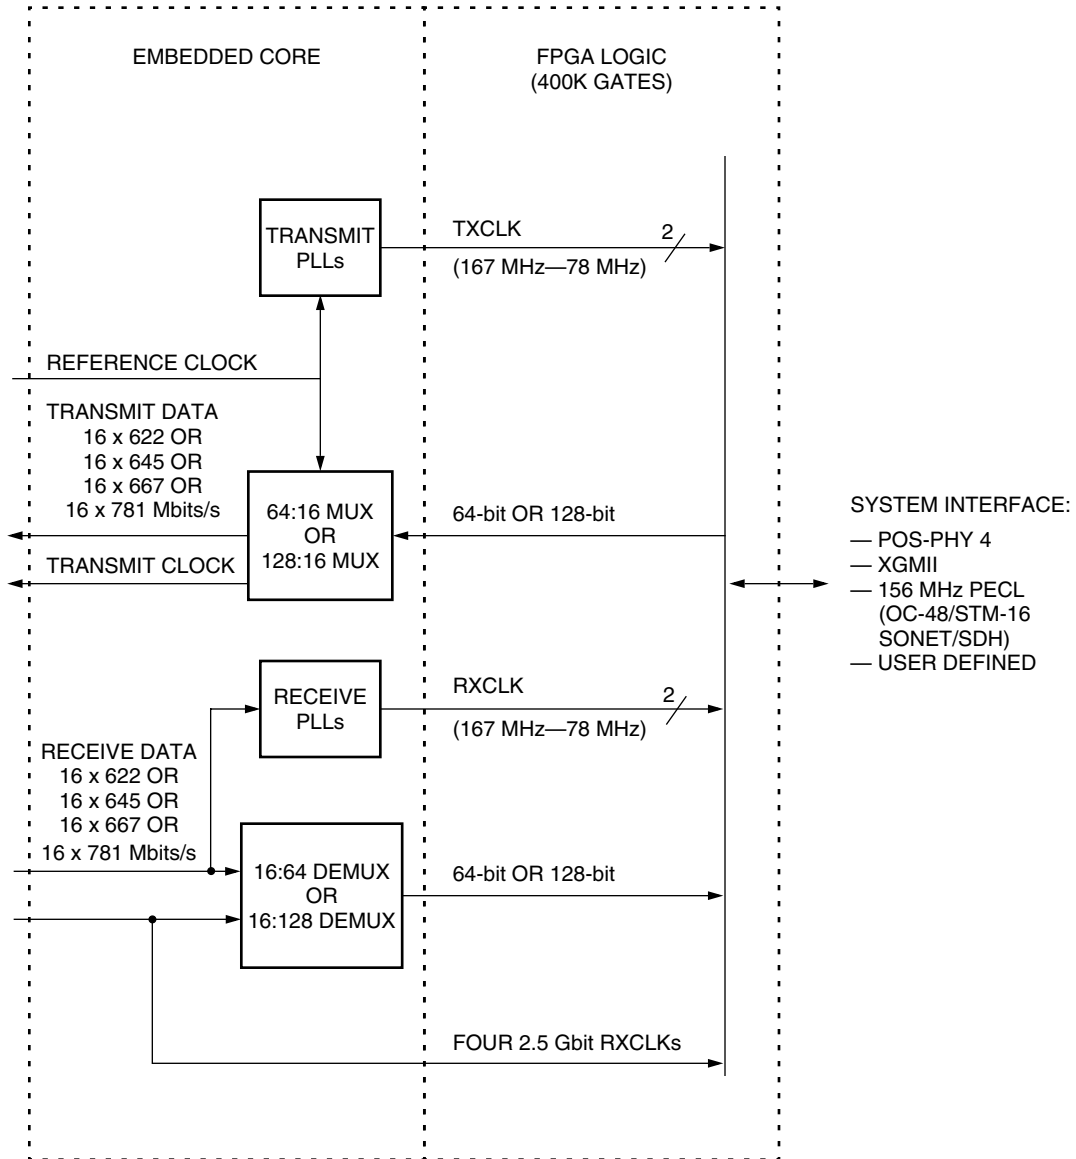 EMBEDDED CORE
FPGA LOGIC
(400K GATES)
TRANSMIT
PLLs
TXCLK
2
(167 MHz—78 MHz)
REFERENCE CLOCK
TRANSMIT DATA
16 x 622 OR
16 x 645 OR
16 x 667 OR
16 x 781 Mbits/s
TRANSMIT CLOCK
64:16 MUX
OR
128:16 MUX
64-bit OR 128-bit
SYSTEM INTERFACE:
— POS-PHY 4
— XGMII
— 156 MHz PECL
(OC-48/STM-16
SONET/SDH)
— USER DEFINED
RECEIVE
PLLs
RXCLK
2
(167 MHz—78 MHz)
RECEIVE DATA
16 x 622 OR
16 x 645 OR
16 x 667 OR
16 x 781 Mbits/s
16:64 DEMUX
OR
16:128 DEMUX
64-bit OR 128-bit
FOUR 2.5 Gbit RXCLKs